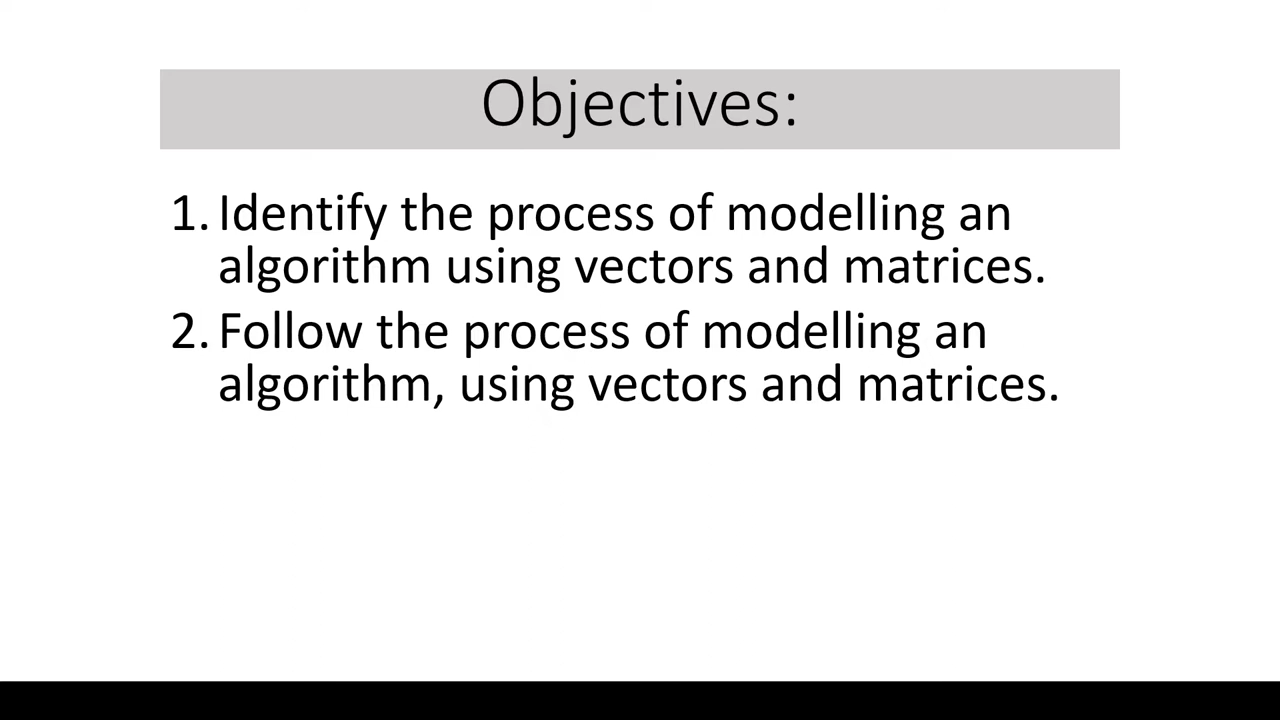 Objectives:
1. Identify the process of modelling an
algorithm using vectors and matrices.
2. Follow the process of modelling an
algorithm, using vectors and matrices.